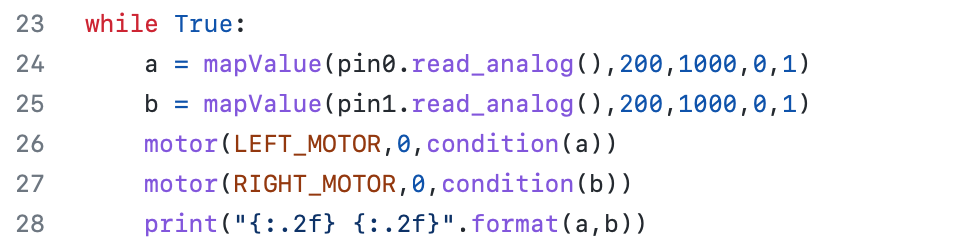 23 while True:
24     a = mapValue(pin0.read_analog(),200,1000,0,1)
25     b = mapValue(pin1.read_analog(),200,1000,0,1)
26     motor(LEFT_MOTOR,0,condition(a))
27     motor(RIGHT_MOTOR,0,condition(b))
28     print("{:.2f} {:.2f}".format(a,b))